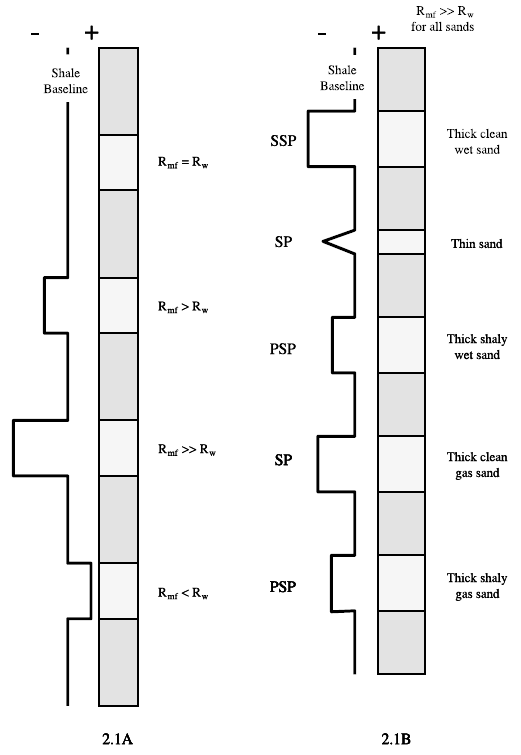 - +
Shale
Baseline
Rmf = Rw
Rmf > Rw
Rmf >> Rw
Rmf < Rw
2.1A
Rmf >> Rw
for all sands
- +
Shale
Baseline
SSP
Thick clean
wet sand
SP
Thin sand
PSP
Thick shaly
wet sand
SP
Thick clean
gas sand
PSP
Thick shaly
gas sand
2.1B